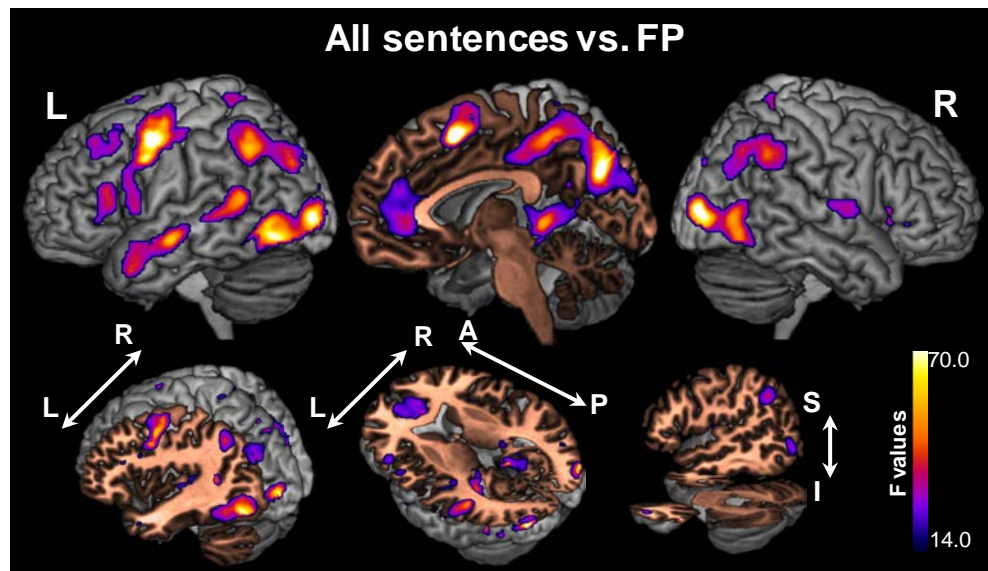 All sentences vs. FP
L
R
R
L
R
A
L
P
S
I
70.0
F values
14.0